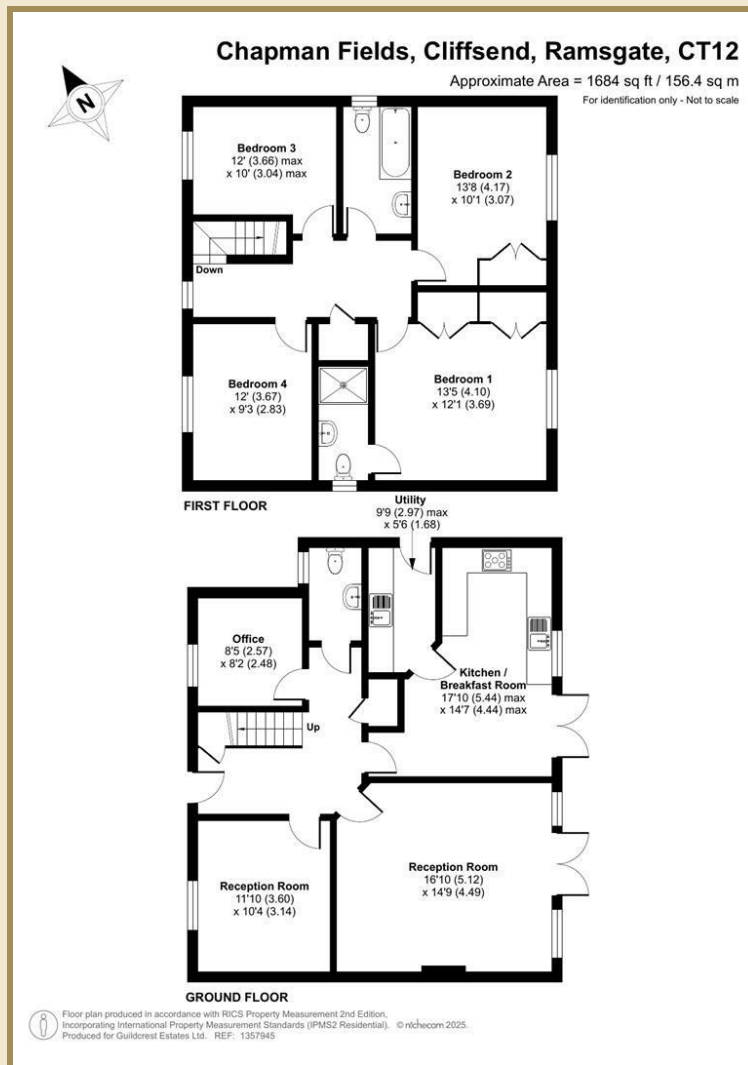 Chapman Fields, Cliffsend, Ramsgate, CT12
Approximate Area = 1684 sq ft / 156.4 sq m
For identification only - Not to scale
N
Bedroom 3
12' (3.66) max
x 10' (3.04) max
Bedroom 2
13'8 (4.17)
x 10'1 (3.07)
Down
Bedroom 4
12' (3.67)
x 9'3 (2.83)
Bedroom 1
13'5 (4.10)
x 12'1 (3.69)
FIRST FLOOR
Utility
9'9 (2.97) max
x 5'6 (1.68)
Office
8'5 (2.57)
x 8'2 (2.48)
Kitchen /
Breakfast Room
17'10 (5.44) max
x 14'7 (4.44) max
Up
Reception Room
11'10 (3.60)
x 10'4 (3.14)
Reception Room
16'10 (5.12)
x 14'9 (4.49)
GROUND FLOOR
Floor plan produced in accordance with RICS Property Measurement 2nd Edition,
Incorporating International Property Measurement Standards (IPMS2 Residential). © nichecom 2025.
Produced for Guildcrest Estates Ltd. REF: 1357945